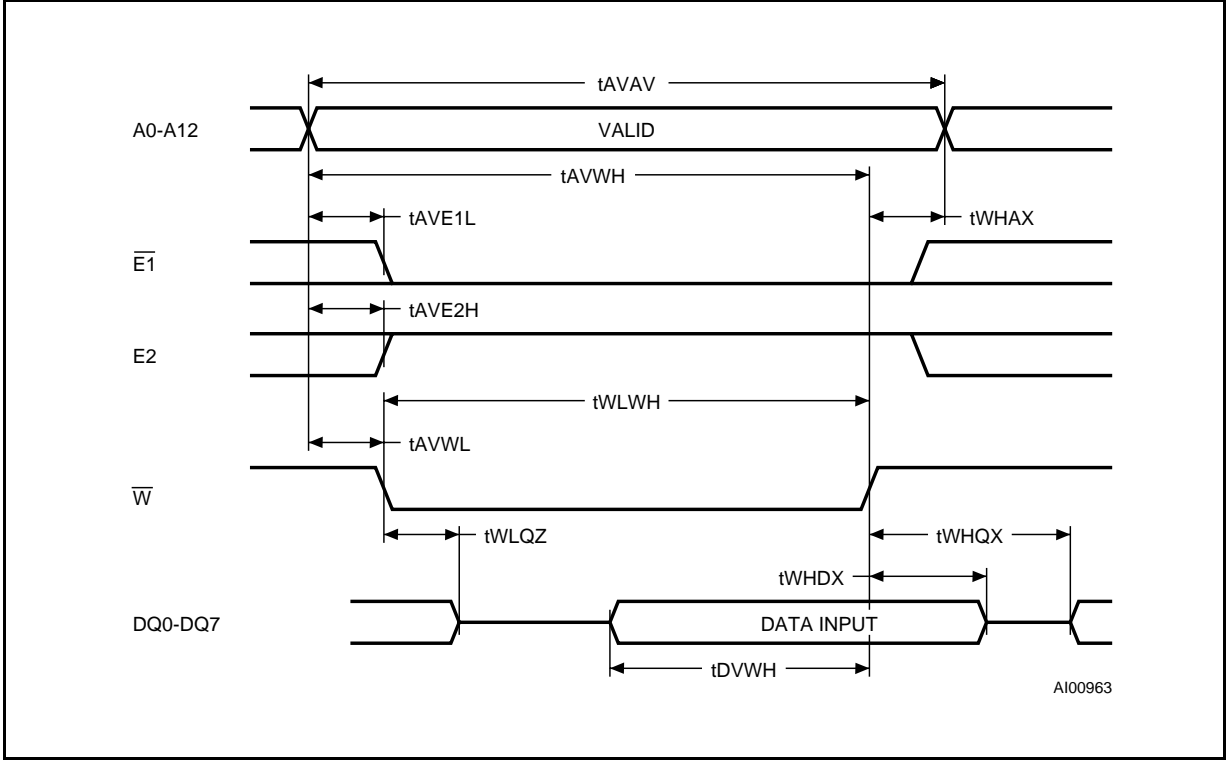 tAVAV
A0-A12
VALID
tAVWH
tAVE1L
tWHAX
E1
tAVE2H
E2
tWLWH
tAVWL
W
tWLQZ
tWHQX
tWHDX
DQ0-DQ7
DATA INPUT
tDVWH
AI00963